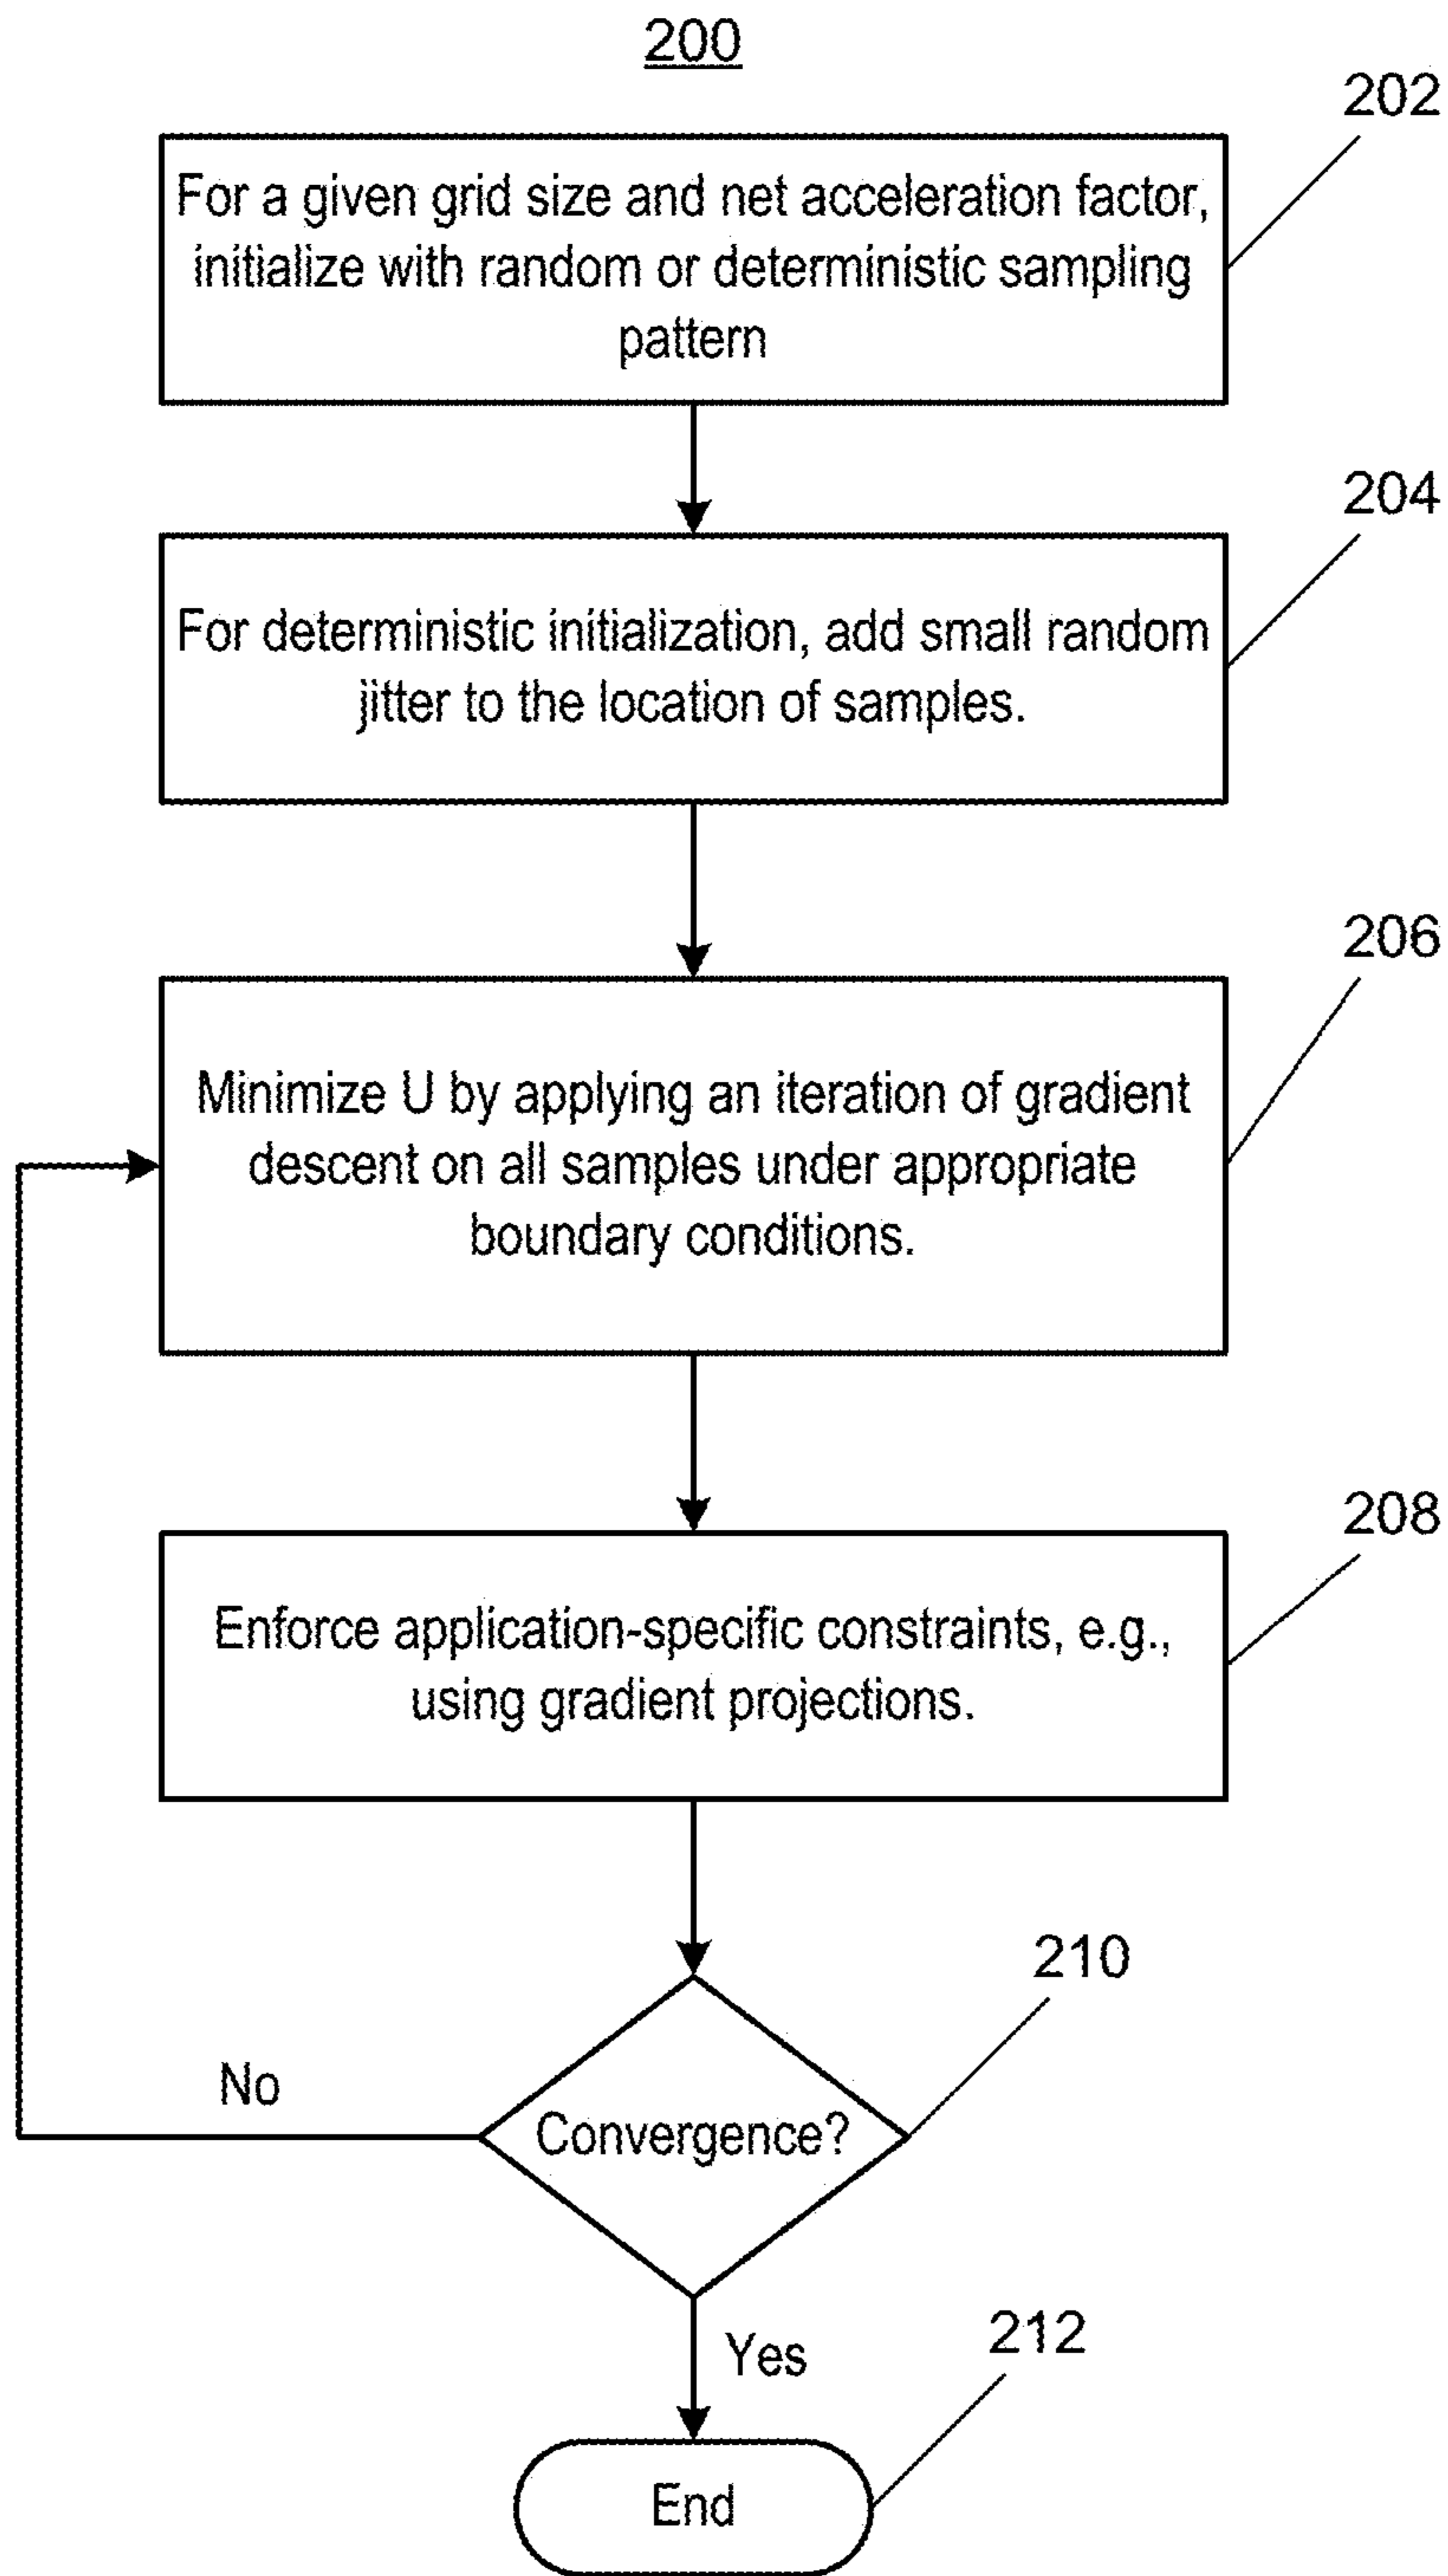 200
202
For a given grid size and net acceleration factor,
initialize with random or deterministic sampling
pattern
204
For deterministic initialization, add small random
jitter to the location of samples.
206
Minimize U by applying an iteration of gradient
descent on all samples under appropriate
boundary conditions.
208
Enforce application-specific constraints, e.g.,
using gradient projections.
210
No
Convergence?
212
Yes
End